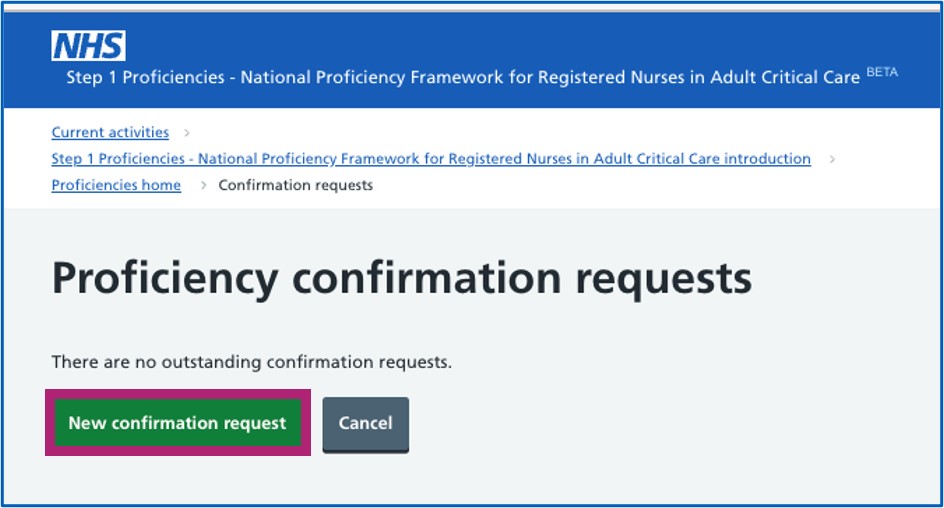 NHS
Step 1 Proficiencies - National Proficiency Framework for Registered Nurses in Adult Critical Care BETA
Current activities >
Step 1 Proficiencies - National Proficiency Framework for Registered Nurses in Adult Critical Care introduction >
Proficiencies home > Confirmation requests
Proficiency confirmation requests
There are no outstanding confirmation requests.
New confirmation request Cancel